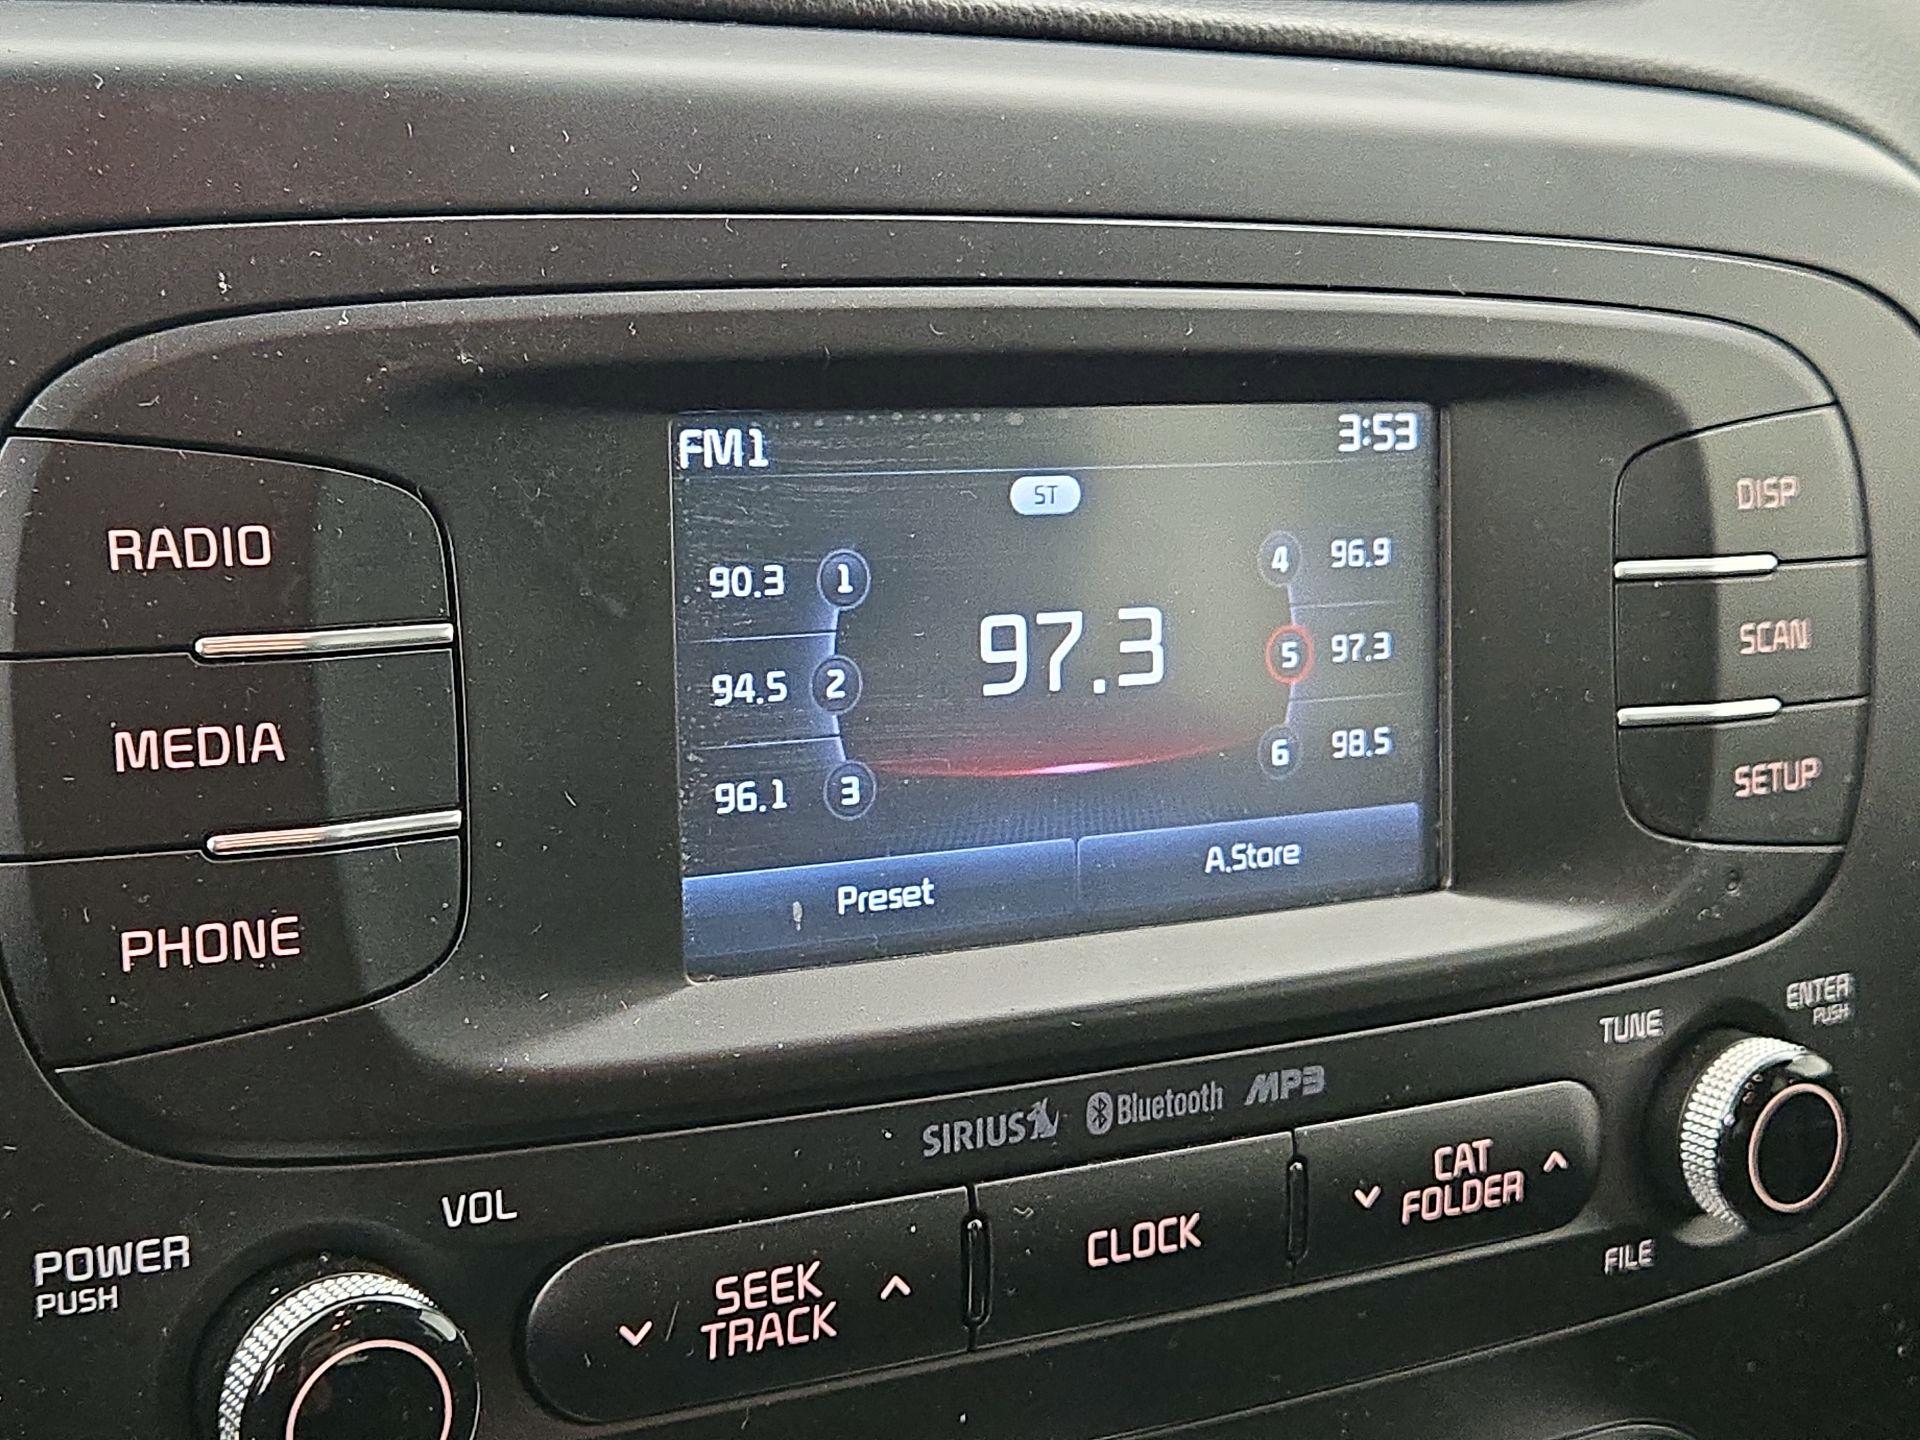 FM1
3:53
ST
90.3 1
94.5 2
96.1 3
97.3
4 96.9
5 97.3
6 98.5
Preset
A.Store
RADIO
MEDIA
PHONE
DISP
SCAN
SETUP
SIRIUS Bluetooth MP3
TUNE
ENTER
PUSH
FILE
VOL
POWER
PUSH
SEEK
TRACK
CLOCK
CAT
FOLDER